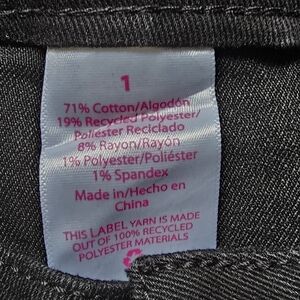 1
71% Cotton/Algodón
19% Recycled Polyester/
Poliéster Reciclado
8% Rayon/Rayón
1% Polyester/Poliéster
1% Spandex
Made in/Hecho en
China
THIS LABEL YARN IS MADE
OUT OF 100% RECYCLED
POLYESTER MATERIALS